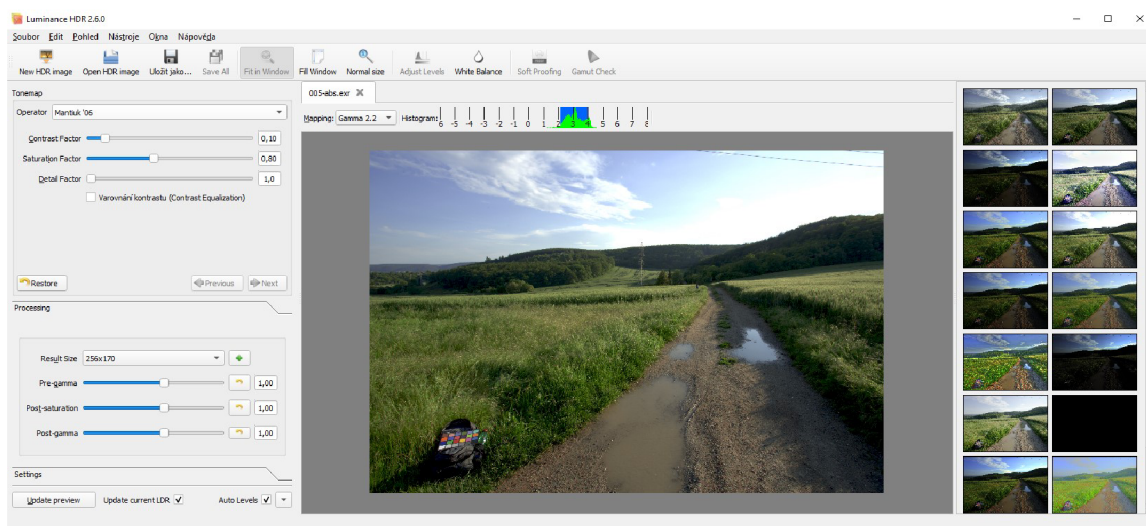 Luminance HDR 2.6.0
Soubor Edit Pohled Nástroje Okna Nápověda
New HDR image Open HDR image Uložit jako... Save All Fit in Window Fill Window Normal size Adjust Levels White Balance Soft Proofing Gamut Check
Tonemap
005-abs.exr
Operator Mantiuk '06
Mapping: Gamma 2.2 Histogram:
6 -5 -4 -3 -2 -1 0 1 2 3 4 5 6 7 8
Contrast Factor 0,10
Saturation Factor 0,80
Detail Factor 1,0
Varovnání kontrastu (Contrast Equalization)
Restore Previous Next
Processing
Result Size 256x170
Pre-gamma 1,00
Post-saturation 1,00
Post-gamma 1,00
Settings
Update preview Update current LDR Auto Levels